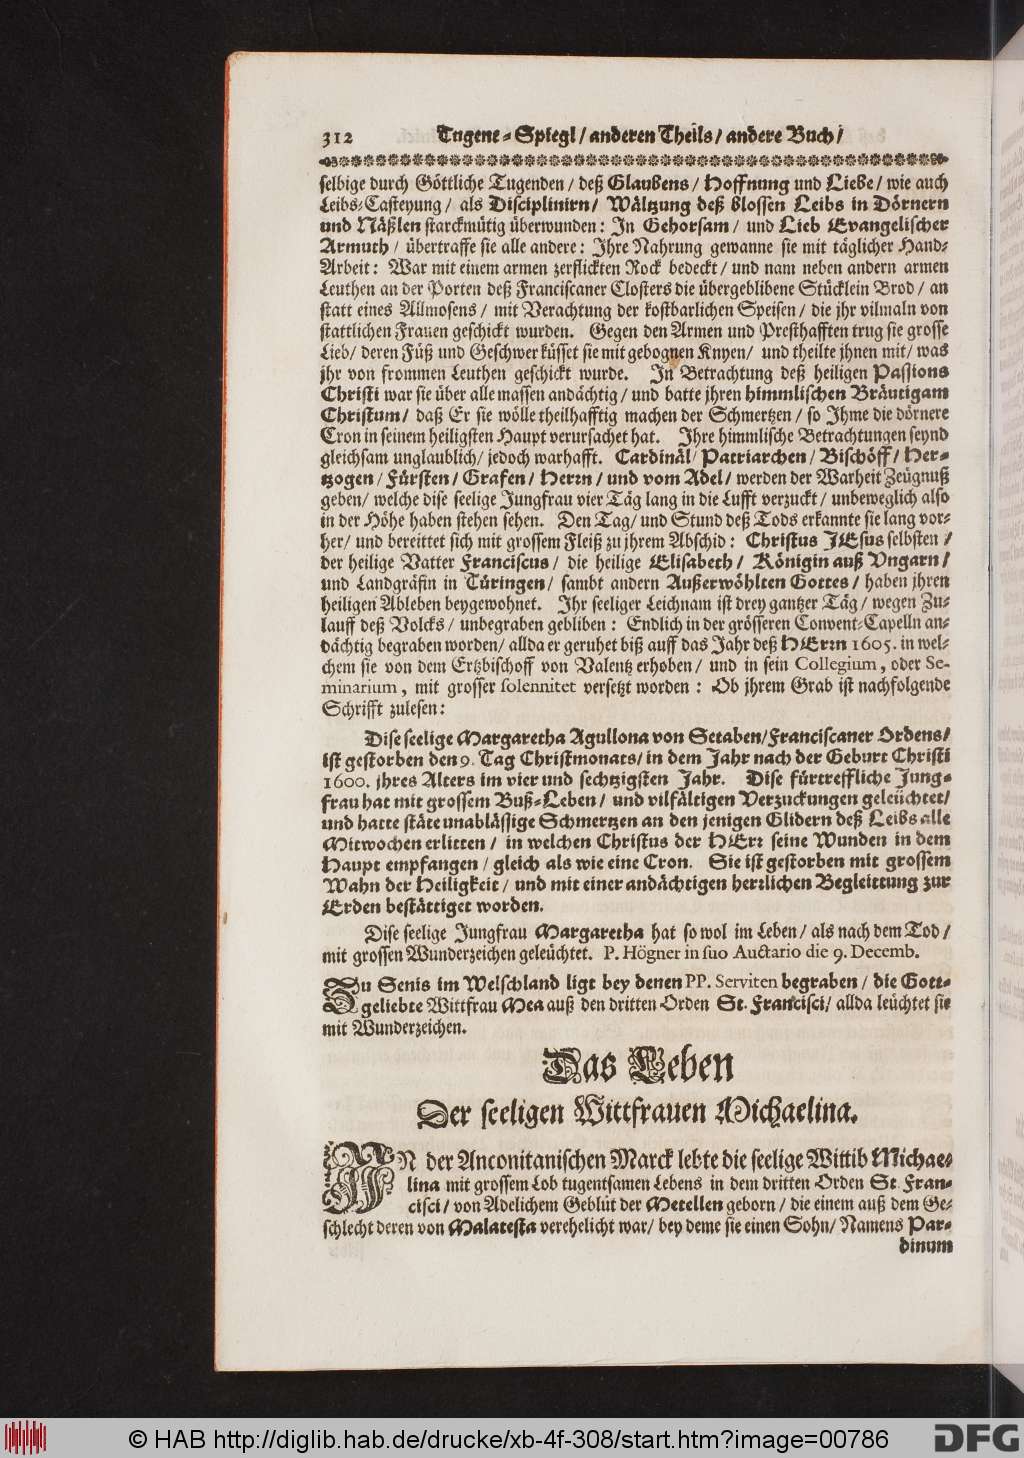 312 Tugent-Spiegl / anderen Theils / andere Buch /
selbige durch Göttliche Tugenden / deß Glaubens / Hoffnung und Liebe / wie auch
Leibs-Casteyung / als Disciplinirn / Wältzung deß blossen Leibs in Dörnern
und Näßlen starckmütig überwunden: In Gehorsam / und Lieb Evangelischer
Armuth / übertraffe sie alle andere: Ihre Nahrung gewanne sie mit täglicher Hand-
Arbeit: War mit einem armen zerflickten Rock bedeckt / und nam neben andern armen
Leuthen an der Porten deß Franciscaner Closters die übergeblibene Stücklein Brod / an
statt eines Allmosens / mit Verachtung der kostbarlichen Speisen / die jhr vilmaln von
stattlichen Frauen geschickt wurden. Gegen den Armen und Presthafften trug sie grosse
Lieb / deren Füß und Geschwer küsset sie mit gebognen Knyen / und theilte jhnen mit / was
jhr von frommen Leuthen geschickt wurde. In Betrachtung deß heiligen Passions
Christi war sie über alle massen andächtig / und batte jhren himmlischen Bräutigam
Christum / daß Er sie wölle theilhafftig machen der Schmertzen / so Ihme die dörnere
Cron in seinem heiligsten Haupt verursachet hat. Ihre himmlische Betrachtungen seynd
gleichsam unglaublich / jedoch warhafft. Cardinäl / Patriarchen / Bischöff / Her-
tzogen / Fürsten / Grafen / Herrn / und vom Adel / werden der Warheit Zeügnuß
geben / welche dise seelige Jungfrau vier Täg lang in die Lufft verzuckt / unbeweglich also
in der Höhe haben stehen sehen. Den Tag / und Stund deß Tods erkannte sie lang vor-
her / und bereittet sich mit grossem Fleiß zu jhrem Abschid: Christus JEsus selbsten /
der heilige Vatter Franciscus / die heilige Elisabeth / Königin auß Vngarn /
und Landgräfin in Türingen / sambt andern Außerwöhlten Gottes / haben jhren
heiligen Ableben beygewohnet. Ihr seeliger Leichnam ist drey gantzer Täg / wegen Zu-
lauff deß Volcks / unbegraben gebliben: Endlich in der grösseren Convent-Capelln an-
dächtig begraben worden / allda er geruhet biß auff das Jahr deß HErrn 1605. in wel-
chem sie von dem Ertzbischoff von Valentz erhoben / und in sein Collegium, oder Se-
minarium, mit grosser solennitet versetzt worden: Ob jhrem Grab ist nachfolgende
Schrifft zulesen:
Dise seelige Margaretha Agullona von Setaben / Franciscaner Ordens /
ist gestorben den 9. Tag Christmonats / in dem Jahr nach der Geburt Christi
1600. jhres Alters im vier und sechtzigsten Jahr. Dise fürtreffliche Jung-
frau hat mit grossem Buß-Leben / und vilfältigen Verzuckungen geleüchtet /
und hatte stäte unablässige Schmertzen an den jenigen Glidern deß Leibs alle
Mitwochen erlitten / in welchen Christus der HErr seine Wunden in dem
Haupt empfangen / gleich als wie eine Cron. Sie ist gestorben mit grossem
Wahn der Heiligkeit / und mit einer andächtigen herrlichen Begleittung zur
Erden bestättiget worden.
Dise seelige Jungfrau Margaretha hat so wol im Leben / als nach dem Tod /
mit grossen Wunderzeichen geleüchtet. P. Högner in suo Auctario die 9. Decemb.
Zu Senis im Welschland ligt bey denen PP. Serviten begraben / die Gott-
geliebte Wittfrau Mea auß den dritten Orden St. Francisci / allda leüchtet sie
mit Wunderzeichen.
Das Leben
Der seeligen Wittfrauen Michaelina.
IN der Anconitanischen Marck lebte die seelige Wittib Michae-
lina mit grossem Lob tugentsamen Lebens in dem dritten Orden St. Fran-
cisci / von Adelichem Geblüt der Metellen geborn / die einem auß dem Ge-
schlecht deren von Malatesta verehelicht war / bey deme sie einen Sohn / Namens Par-
dinum
© HAB http://diglib.hab.de/drucke/xb-4f-308/start.htm?image=00786
DFG